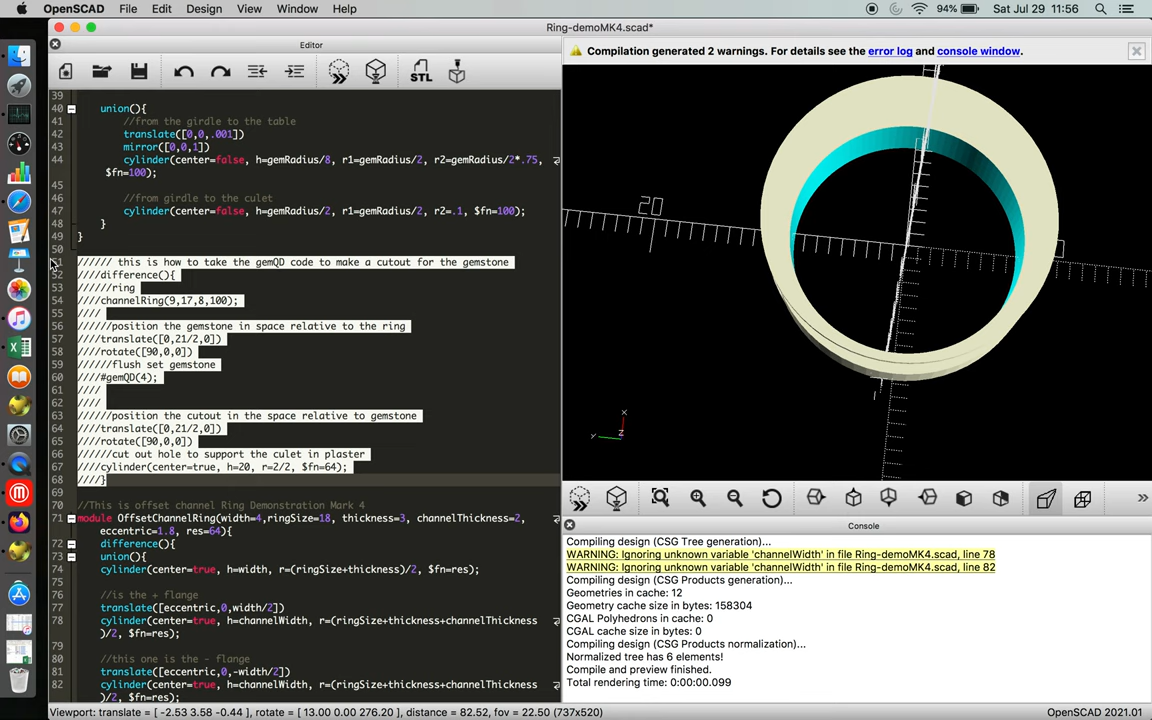 OpenSCAD File Edit Design View Window Help 94% Sat Jul 29 11:56
Ring-demoMK4.scad*
Editor
Compilation generated 2 warnings. For details see the error log and console window.
STL
39
40 union(){
41 //from the girdle to the table
42 translate([0,0,.001])
43 mirror([0,0,1])
44 cylinder(center=false, h=gemRadius/8, r1=gemRadius/2, r2=gemRadius/2*.75,
$fn=100);
45
46 //from girdle to the culet
47 cylinder(center=false, h=gemRadius/2, r1=gemRadius/2, r2=.1, $fn=100);
48 }
49 }
50
51 ////// this is how to take the gemQD code to make a cutout for the gemstone
52 ////difference(){
53 //////ring
54 ////channelRing(9,17,8,100);
55 ////
56 //////position the gemstone in space relative to the ring
57 ////translate([0,21/2,0])
58 ////rotate([90,0,0])
59 //////flush set gemstone
60 ////#gemQD(4);
61 ////
62 ////
63 //////position the cutout in the space relative to gemstone
64 ////translate([0,21/2,0])
65 ////rotate([90,0,0])
66 //////cut out hole to support the culet in plaster
67 ////cylinder(center=true, h=20, r=2/2, $fn=64);
68 ////}
69
70 //This is offset channel Ring Demonstration Mark 4
71 module OffsetChannelRing(width=4,ringSize=18, thickness=3, channelThickness=2,
eccentric=1.8, res=64){
72 difference(){
73 union(){
74 cylinder(center=true, h=width, r=(ringSize+thickness)/2, $fn=res);
75
76 //is the + flange
77 translate([eccentric,0,width/2])
78 cylinder(center=true, h=channelWidth, r=(ringSize+thickness+channelThickness
)/2, $fn=res);
79
80 //this one is the - flange
81 translate([eccentric,0,-width/2])
82 cylinder(center=true, h=channelWidth, r=(ringSize+thickness+channelThickness
)/2, $fn=res);
20
x
y
z
Console
Compiling design (CSG Tree generation)...
WARNING: Ignoring unknown variable 'channelWidth' in file Ring-demoMK4.scad, line 78
WARNING: Ignoring unknown variable 'channelWidth' in file Ring-demoMK4.scad, line 82
Compiling design (CSG Products generation)...
Geometries in cache: 12
Geometry cache size in bytes: 158304
CGAL Polyhedrons in cache: 0
CGAL cache size in bytes: 0
Compiling design (CSG Products normalization)...
Normalized tree has 6 elements!
Compile and preview finished.
Total rendering time: 0:00:00.099
Viewport: translate = [ -2.53 3.58 -0.44 ], rotate = [ 13.00 0.00 276.20 ], distance = 82.52, fov = 22.50 (737x520) OpenSCAD 2021.01